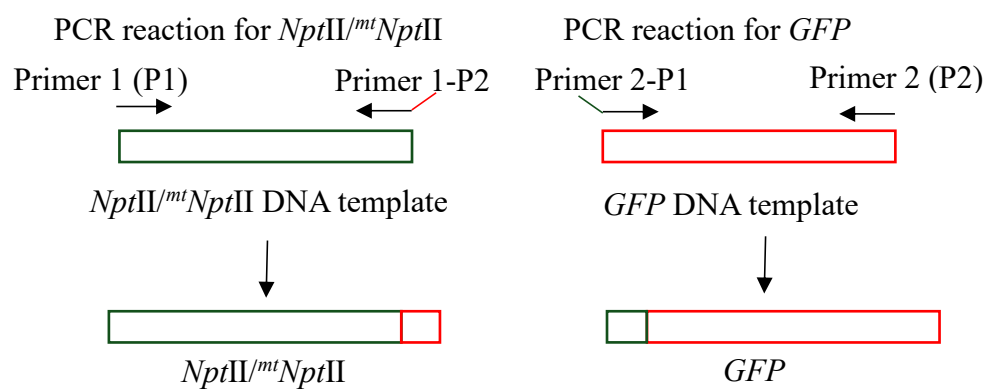 PCR reaction for NptII/mtNptII
Primer 1 (P1) Primer 1-P2
NptII/mtNptII DNA template
NptII/mtNptII
PCR reaction for GFP
Primer 2-P1 Primer 2 (P2)
GFP DNA template
GFP